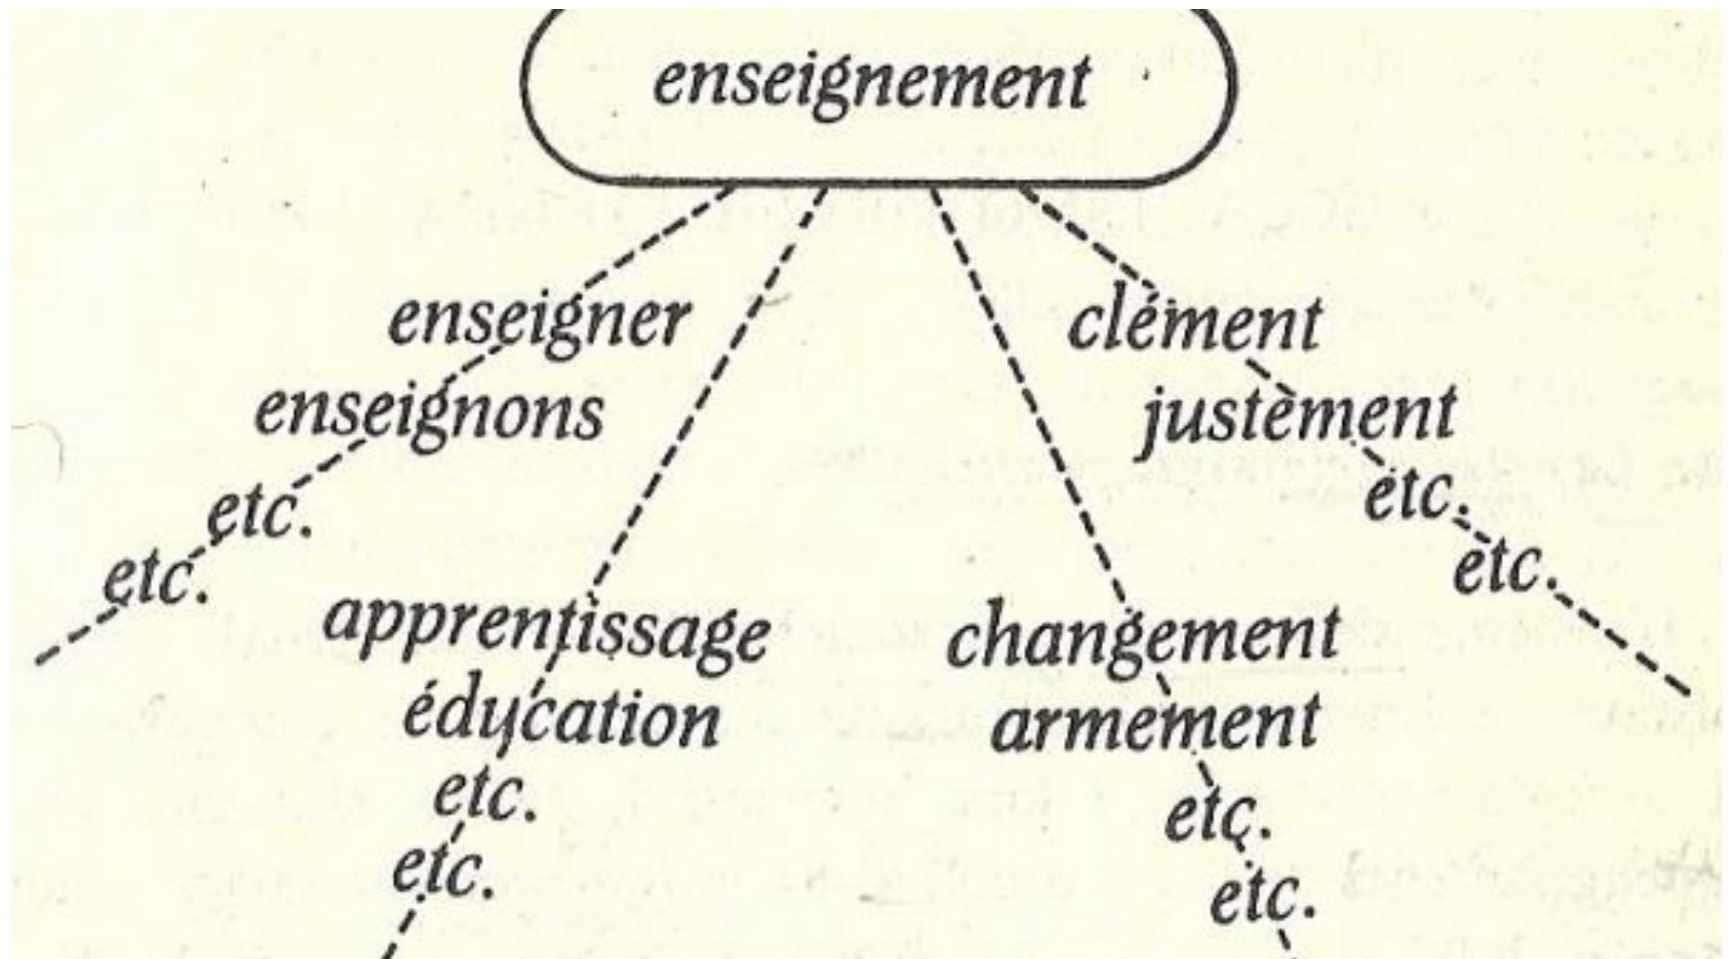 enseignement
enseigner
clément
enseignons
justement
etc.
etc.
etc.
etc.
apprentissage
changement
éducation
armement
etc.
etc.
etc.
etc.